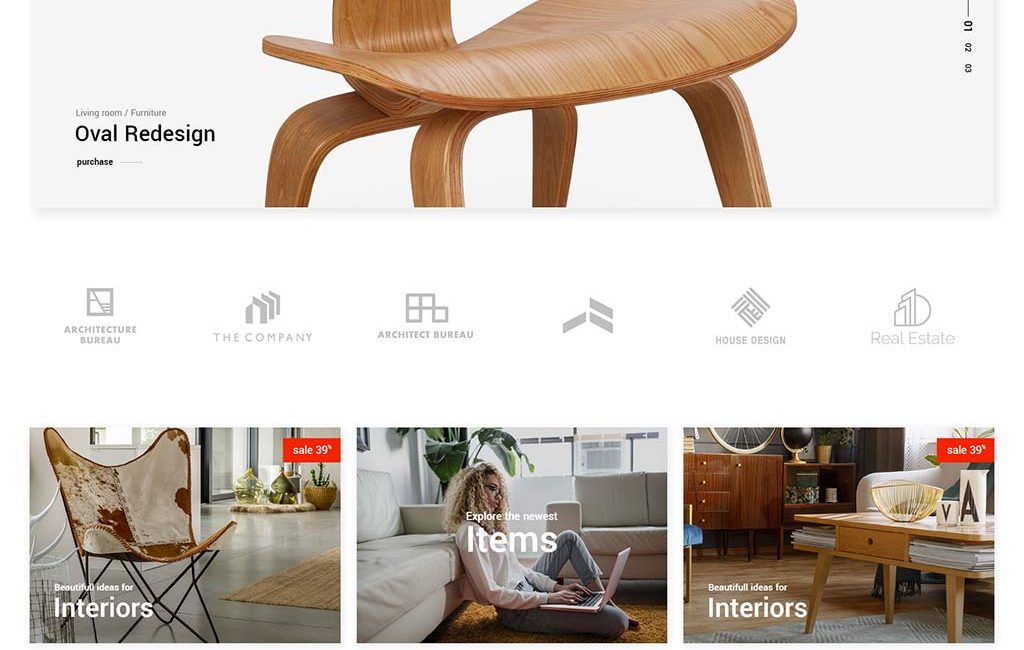 01
02
03
Living room / Furniture
Oval Redesign
purchase
ARCHITECTURE
BUREAU
THE COMPANY
ARCHITECT BUREAU
HOUSE DESIGN
Real Estate
sale 39%
Beautifull ideas for
Interiors
Explore the newest
Items
sale 39%
VA
Beautifull ideas for
Interiors